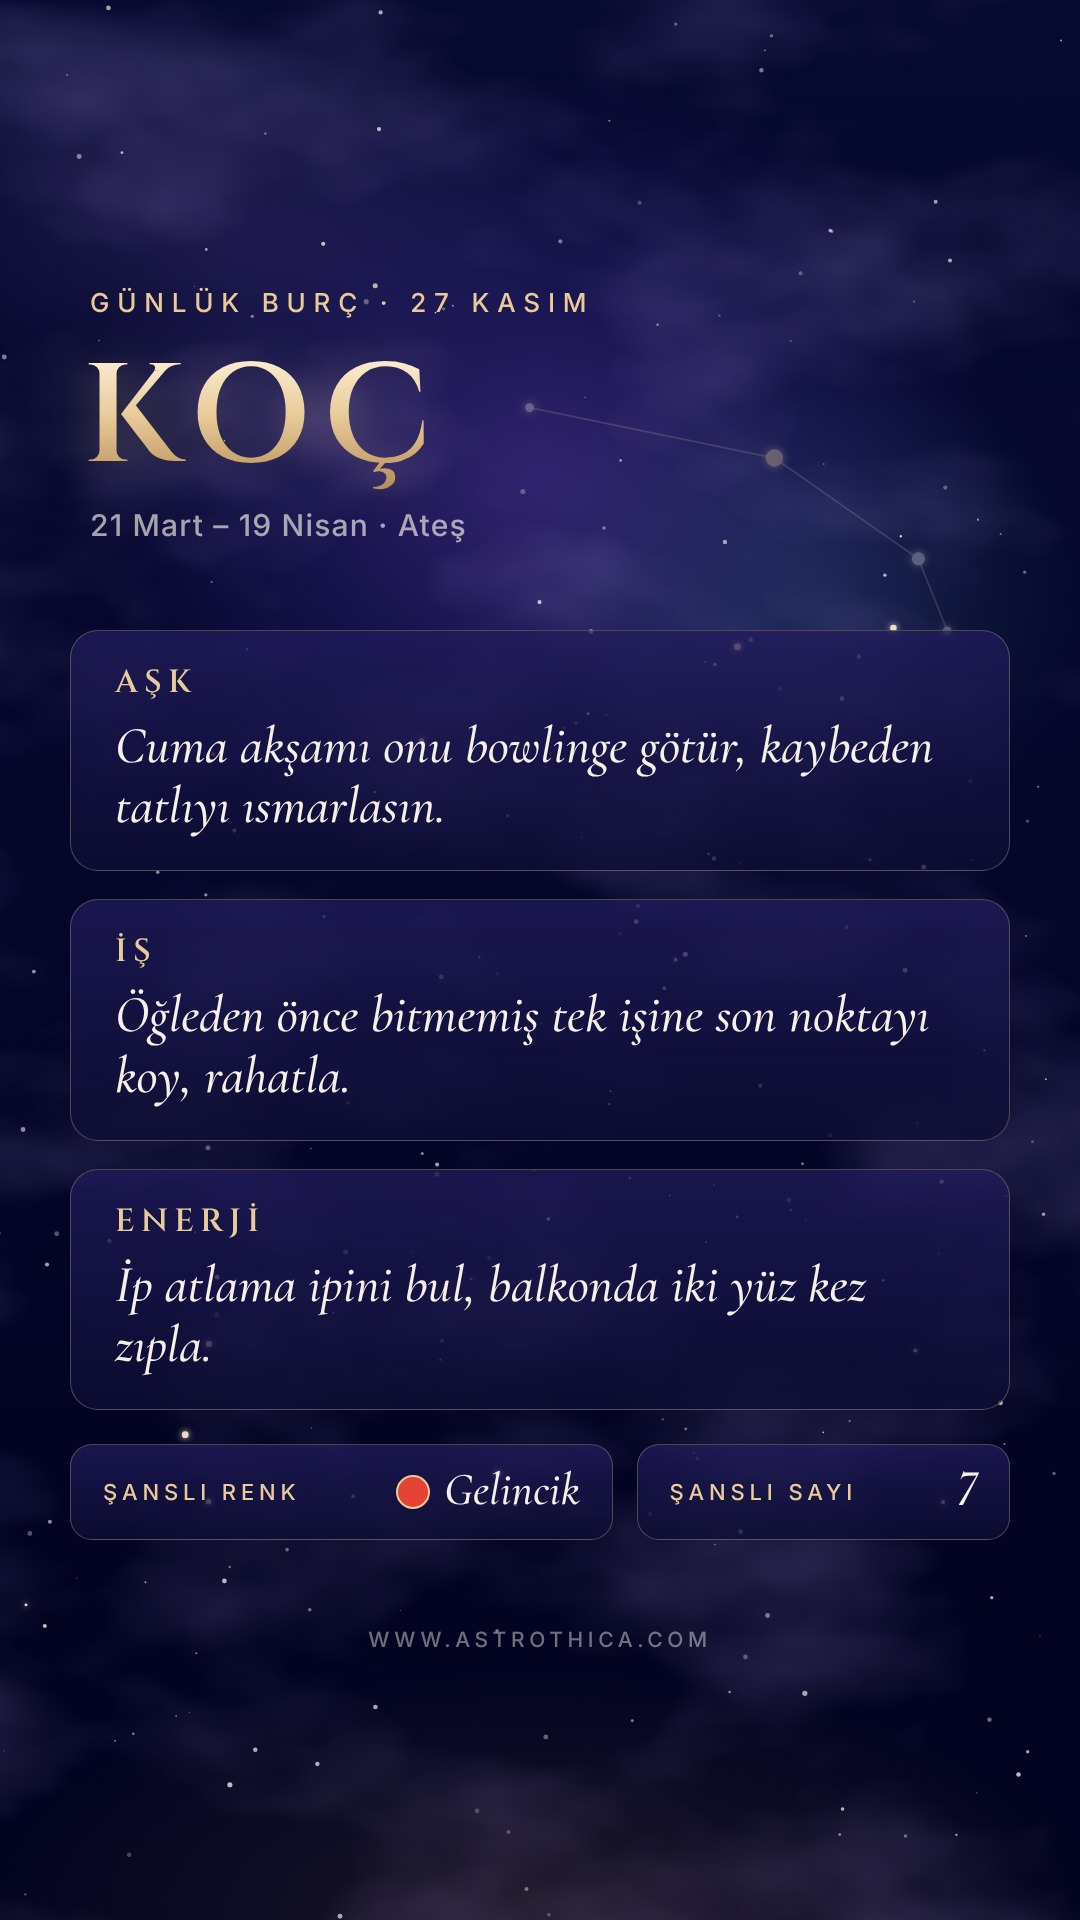 GÜNLÜK BURÇ · 27 KASIM
KOÇ
21 Mart – 19 Nisan · Ateş
AŞK
Cuma akşamı onu bowlinge götür, kaybeden
tatlıyı ısmarlasın.
İŞ
Öğleden önce bitmemiş tek işine son noktayı
koy, rahatla.
ENERJİ
İp atlama ipini bul, balkonda iki yüz kez
zıpla.
ŞANSLI RENK Gelincik
ŞANSLI SAYI 7
WWW.ASTROTHICA.COM